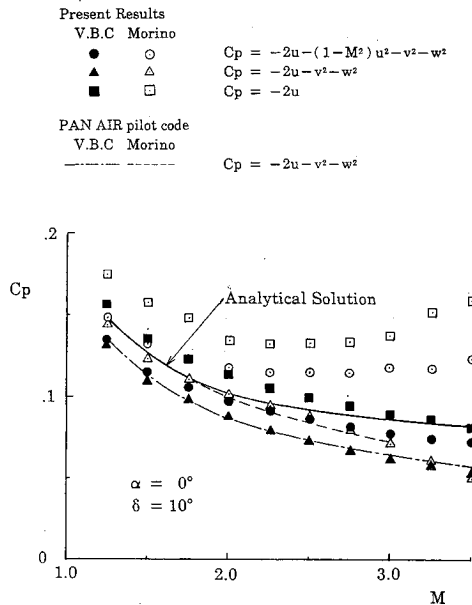 Present Results
V.B.C Morino
Cp = −2u−(1−M²) u²−v²−w²
Cp = −2u−v²−w²
Cp = −2u
PAN AIR pilot code
V.B.C Morino
Cp = −2u−v²−w²
.2
Cp
Analytical Solution
.1
α = 0°
δ = 10°
0
1.0 2.0 3.0
M